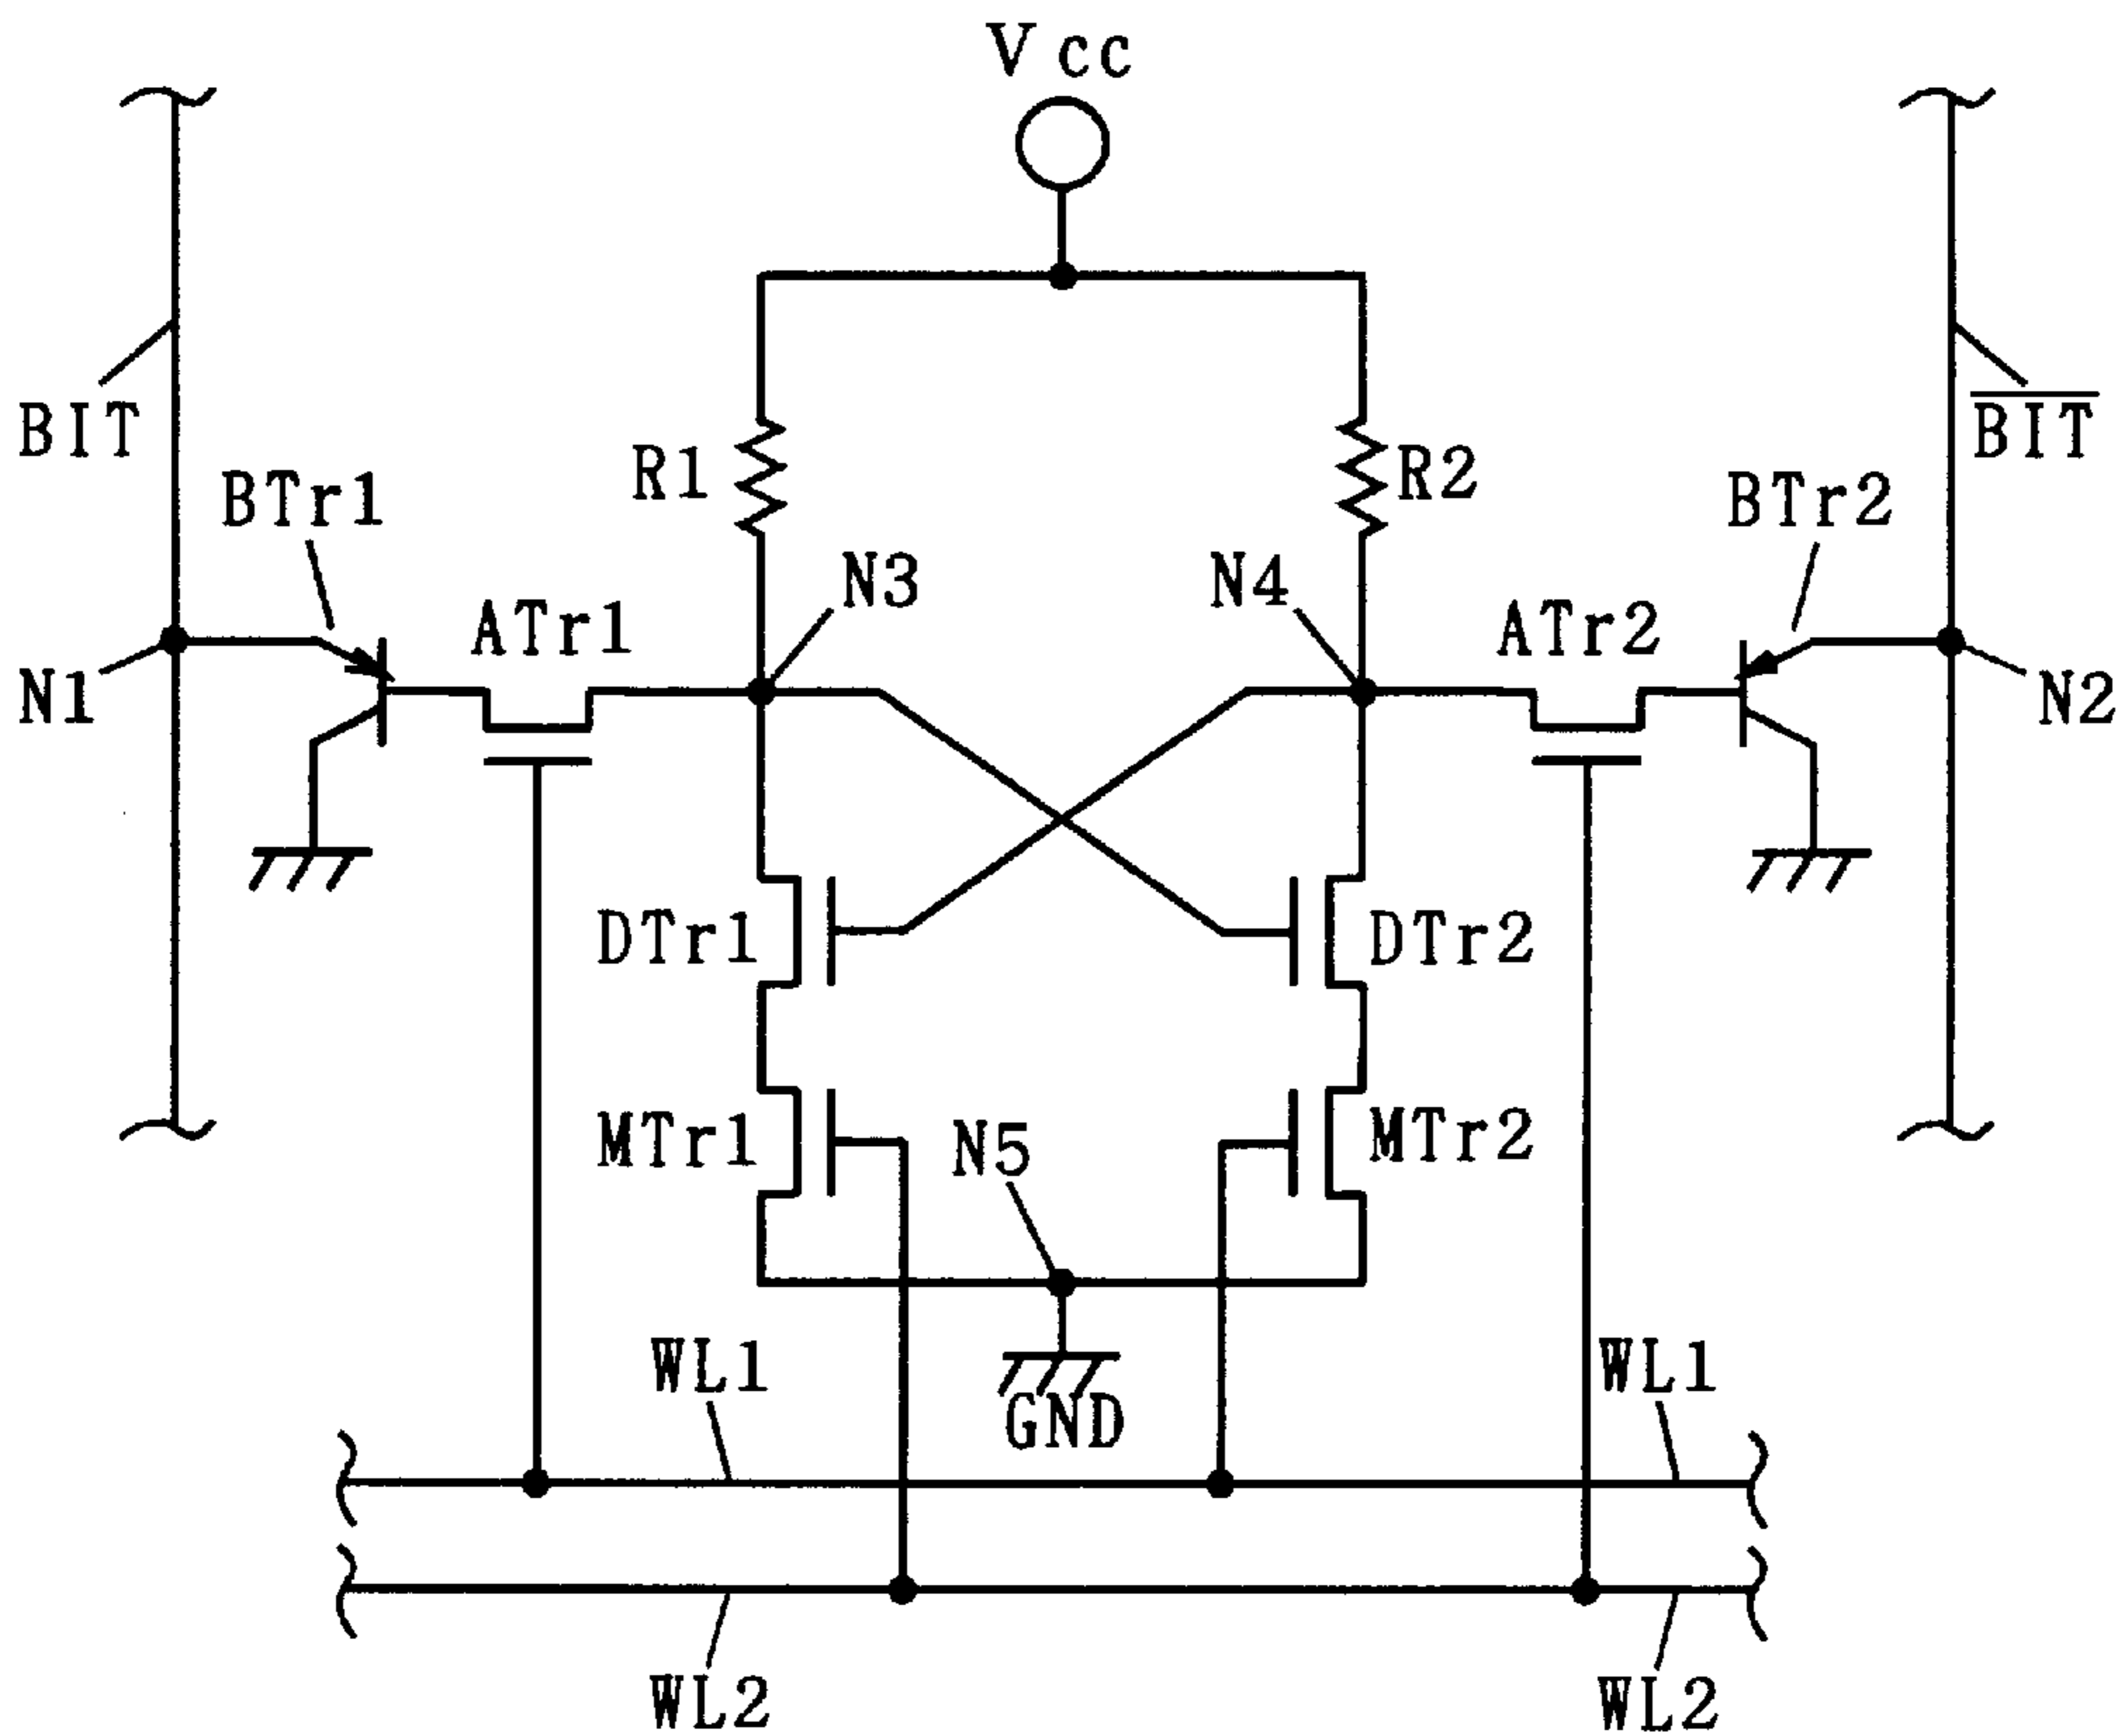 Vcc
BIT
B̅I̅T̅
R1
R2
BTr1
BTr2
N3
N4
ATr1
ATr2
N1
N2
DTr1
DTr2
MTr1
N5
MTr2
WL1
WL1
GND
WL2
WL2